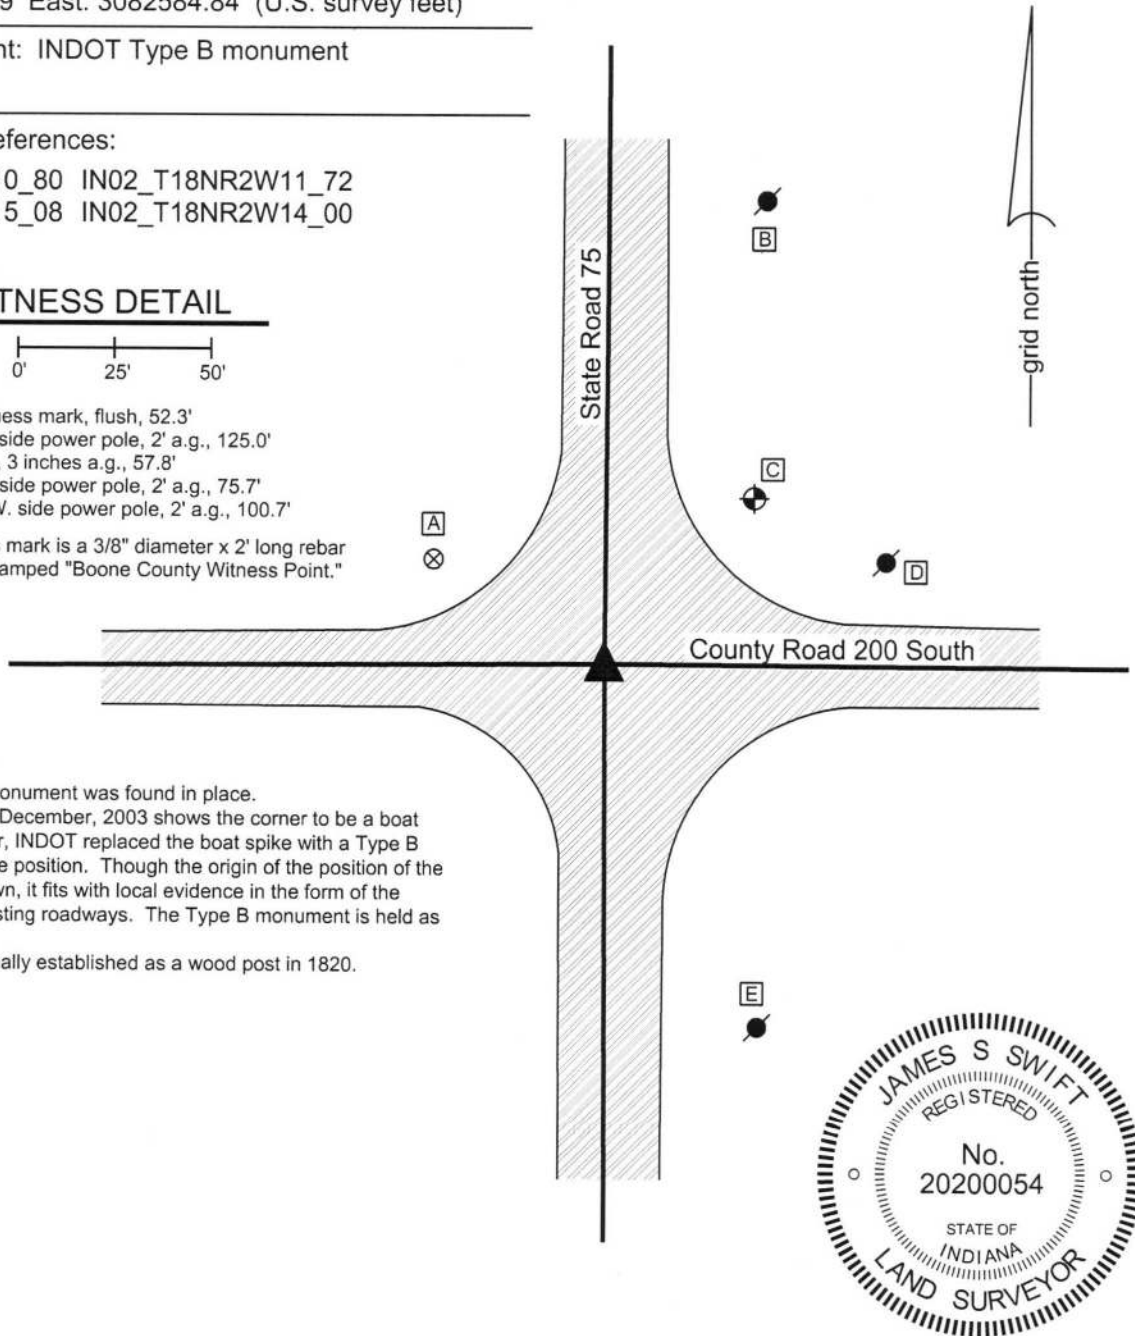 9 East: 3082584.84 (U.S. survey feet)
nt: INDOT Type B monument
eferences:
0_80 IN02_T18NR2W11_72
5_08 IN02_T18NR2W14_00
TNESS DETAIL
0' 25' 50'
ness mark, flush, 52.3'
side power pole, 2' a.g., 125.0'
3 inches a.g., 57.8'
side power pole, 2' a.g., 75.7'
W. side power pole, 2' a.g., 100.7'
mark is a 3/8" diameter x 2' long rebar
amped "Boone County Witness Point."
State Road 75
B
grid north
C
A
D
County Road 200 South
onument was found in place.
December, 2003 shows the corner to be a boat
r, INDOT replaced the boat spike with a Type B
e position. Though the origin of the position of the
wn, it fits with local evidence in the form of the
sting roadways. The Type B monument is held as
ally established as a wood post in 1820.
E
JAMES S SWIFT
REGISTERED
No.
20200054
STATE OF
INDIANA
LAND SURVEYOR